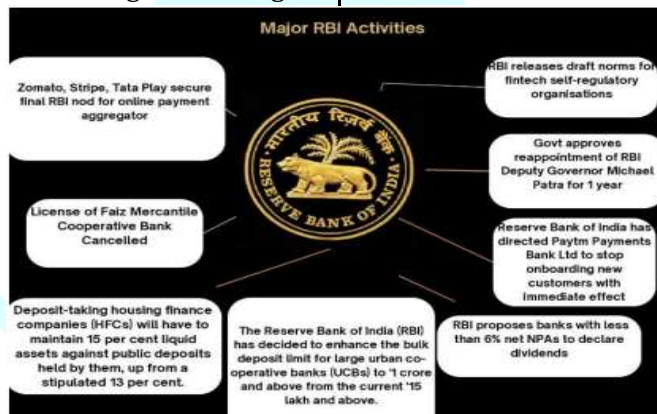 Major RBI Activities
Zomato, Stripe, Tata Play secure
final RBI nod for online payment
aggregator
RBI releases draft norms for
fintech self-regulatory
organisations
भारतीय रिज़र्व बैंक
RESERVE BANK OF INDIA
Govt approves
reappointment of RBI
Deputy Governor Michael
Patra for 1 year
License of Faiz Mercantile
Cooperative Bank
Cancelled
Reserve Bank of India has
directed Paytm Payments
Bank Ltd to stop
onboarding new
customers with
immediate effect
Deposit-taking housing finance
companies (HFCs) will have to
maintain 15 per cent liquid
assets against public deposits
held by them, up from a
stipulated 13 per cent.
The Reserve Bank of India (RBI)
has decided to enhance the bulk
deposit limit for large urban co-
operative banks (UCBs) to '1 crore
and above from the current '15
lakh and above.
RBI proposes banks with less
than 6% net NPAs to declare
dividends